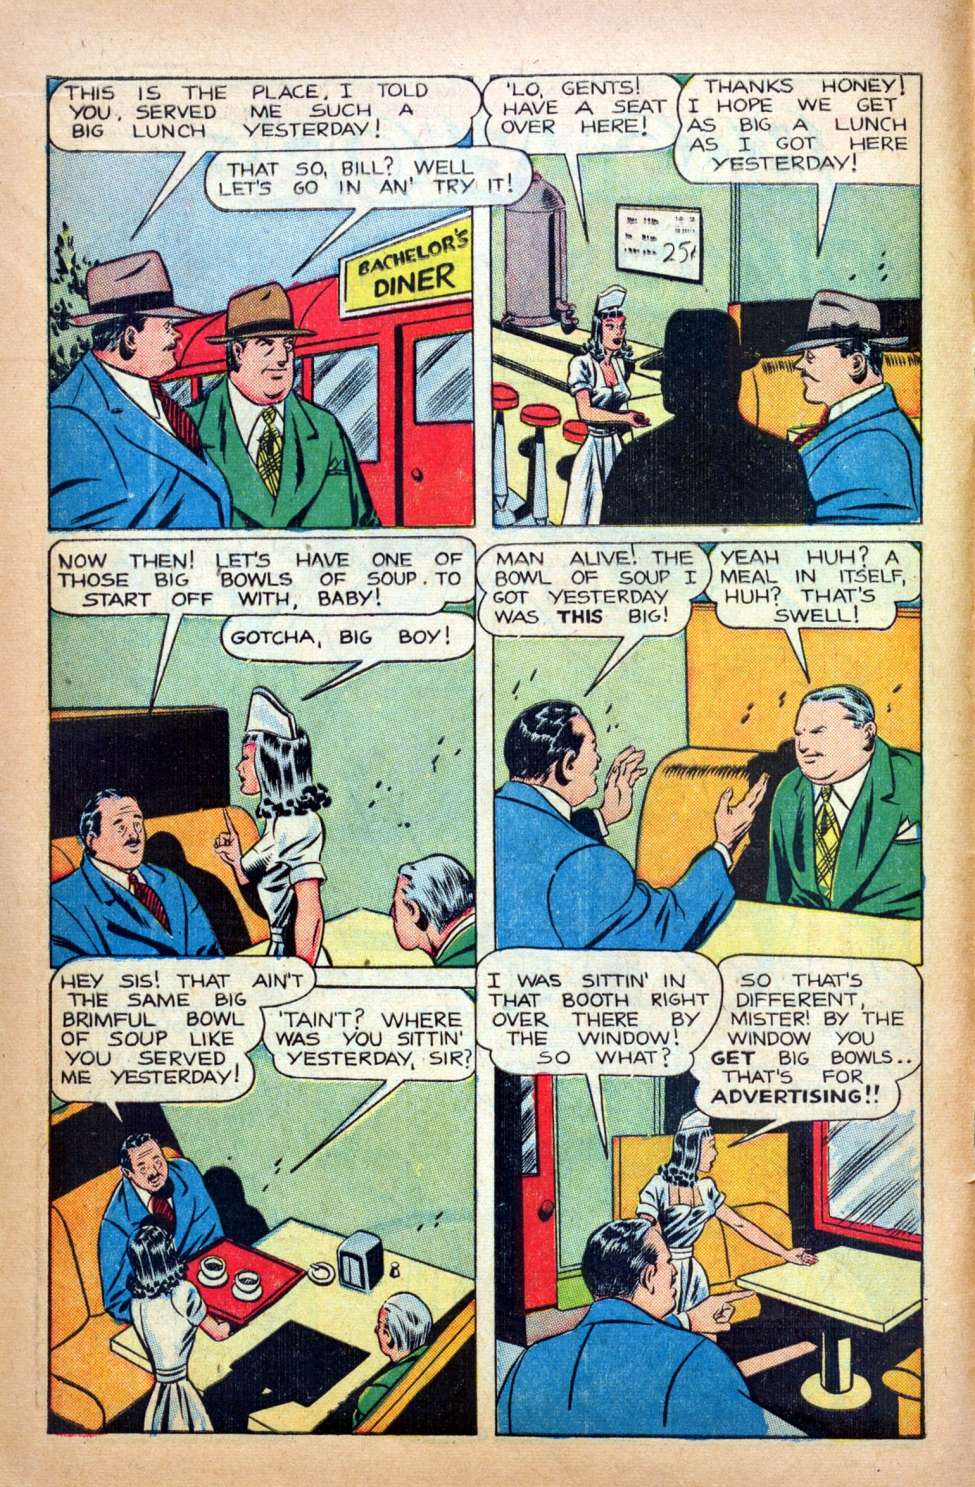 THIS IS THE PLACE, I TOLD
YOU, SERVED ME SUCH A
BIG LUNCH YESTERDAY!
THAT SO, BILL? WELL
LET'S GO IN AN' TRY IT!
BACHELOR'S
DINER
'LO, GENTS!
HAVE A SEAT
OVER HERE!
THANKS HONEY!
I HOPE WE GET
AS BIG A LUNCH
AS I GOT HERE
YESTERDAY!
25¢
NOW THEN! LET'S HAVE ONE OF
THOSE BIG BOWLS OF SOUP. TO
START OFF WITH, BABY!
GOTCHA, BIG BOY!
MAN ALIVE! THE
BOWL OF SOUP I
GOT YESTERDAY
WAS THIS BIG!
YEAH HUH? A
MEAL IN ITSELF,
HUH? THAT'S
SWELL!
HEY SIS! THAT AIN'T
THE SAME BIG
BRIMFUL BOWL
OF SOUP LIKE
YOU SERVED
ME YESTERDAY!
'TAIN'T? WHERE
WAS YOU SITTIN'
YESTERDAY, SIR?
I WAS SITTIN' IN
THAT BOOTH RIGHT
OVER THERE BY
THE WINDOW!
SO WHAT?
SO THAT'S
DIFFERENT,
MISTER! BY THE
WINDOW YOU
GET BIG BOWLS..
THAT'S FOR
ADVERTISING!!